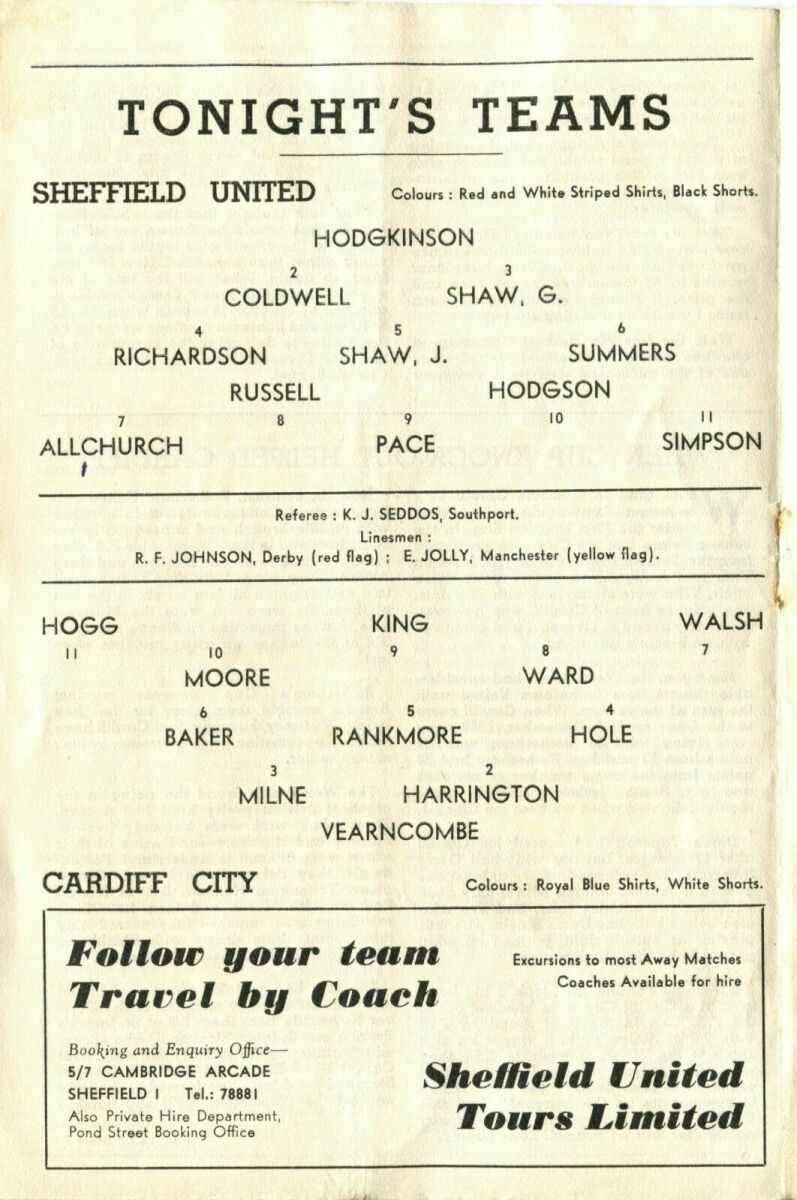 TONIGHT'S TEAMS
SHEFFIELD UNITED Colours : Red and White Striped Shirts, Black Shorts.
HODGKINSON
2 3
COLDWELL SHAW, G.
4 5 6
RICHARDSON SHAW, J. SUMMERS
RUSSELL HODGSON
7 8 9 10 11
ALLCHURCH PACE SIMPSON
Referee : K. J. SEDDOS, Southport.
Linesmen :
R. F. JOHNSON, Derby (red flag) ; E. JOLLY, Manchester (yellow flag).
HOGG KING WALSH
11 10 9 8 7
MOORE WARD
6 5 4
BAKER RANKMORE HOLE
3 2
MILNE HARRINGTON
VEARNCOMBE
CARDIFF CITY Colours : Royal Blue Shirts, White Shorts.
Follow your team
Travel by Coach
Excursions to most Away Matches
Coaches Available for hire
Booking and Enquiry Office—
5/7 CAMBRIDGE ARCADE
SHEFFIELD 1 Tel.: 78881
Also Private Hire Department,
Pond Street Booking Office
Sheffield United
Tours Limited